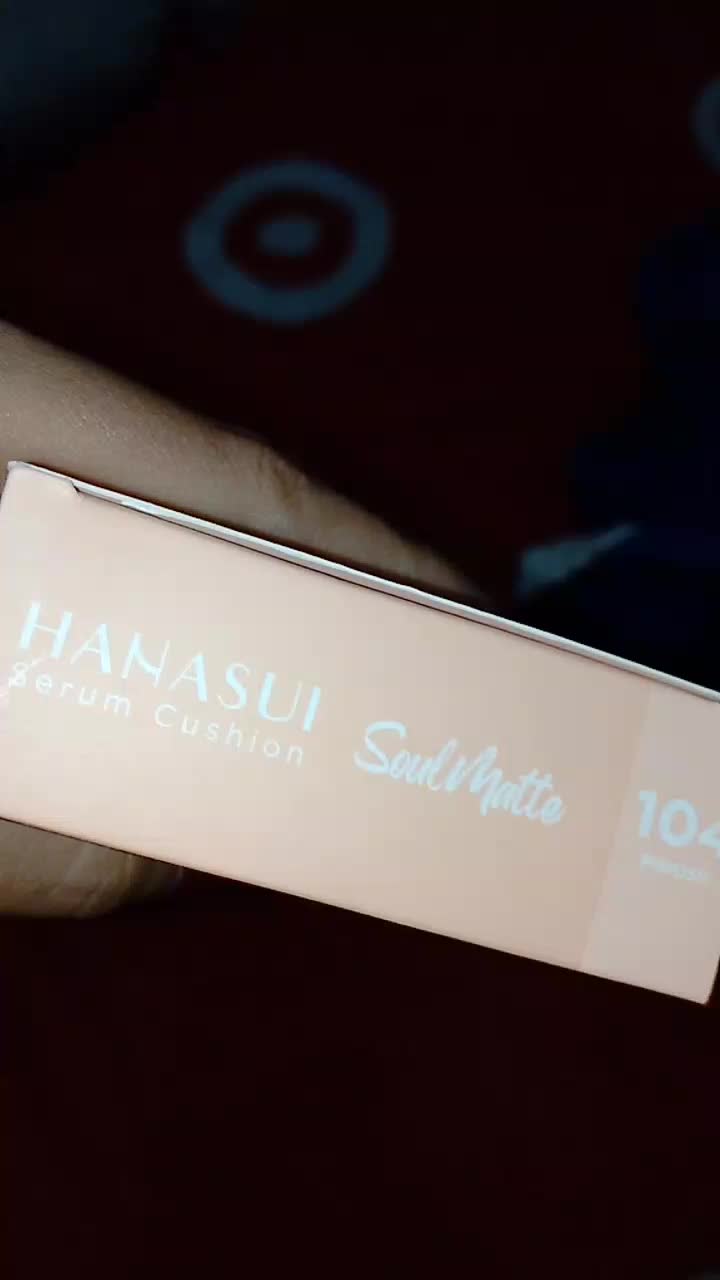 HANASUI
Serum Cushion
SoulMatte
104